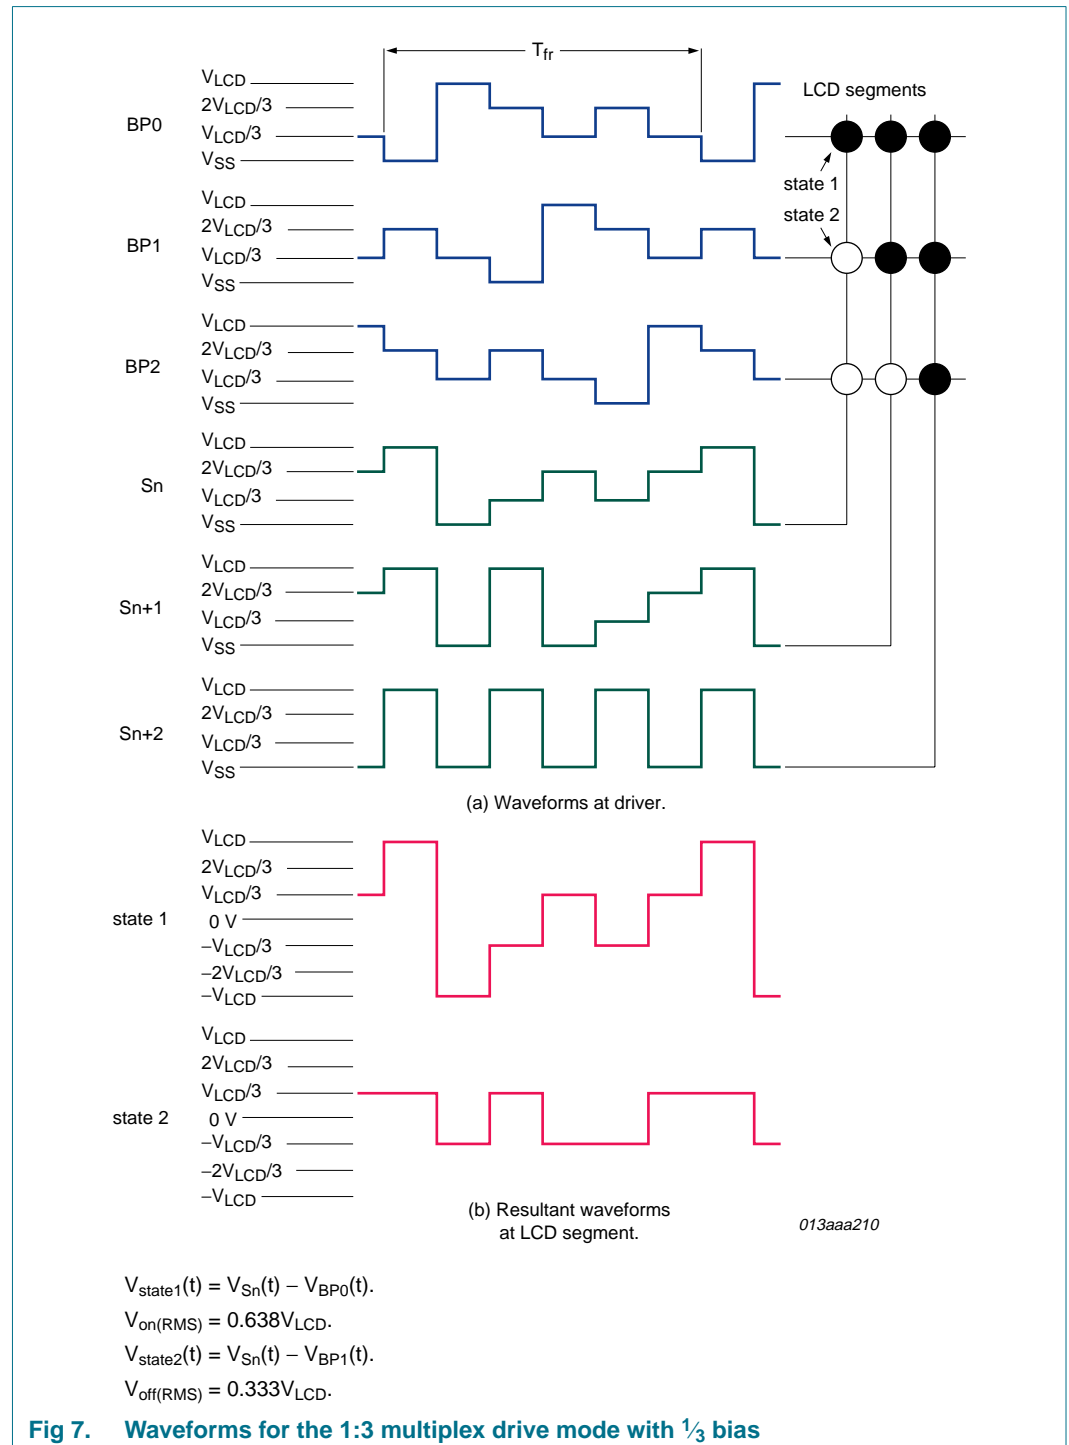 Tfr
VLCD
2VLCD/3
BP0
VLCD/3
VSS
LCD segments
state 1
VLCD
state 2
2VLCD/3
BP1
VLCD/3
VSS
VLCD
2VLCD/3
BP2
VLCD/3
VSS
VLCD
2VLCD/3
Sn
VLCD/3
VSS
VLCD
2VLCD/3
Sn+1
VLCD/3
VSS
VLCD
2VLCD/3
Sn+2
VLCD/3
VSS
(a) Waveforms at driver.
VLCD
2VLCD/3
VLCD/3
state 1
0 V
−VLCD/3
−2VLCD/3
−VLCD
VLCD
2VLCD/3
VLCD/3
state 2
0 V
−VLCD/3
−2VLCD/3
−VLCD
(b) Resultant waveforms
at LCD segment.
013aaa210
Vstate1(t) = VSn(t) − VBP0(t).
Von(RMS) = 0.638VLCD.
Vstate2(t) = VSn(t) − VBP1(t).
Voff(RMS) = 0.333VLCD.
Fig 7. Waveforms for the 1:3 multiplex drive mode with 1⁄3 bias